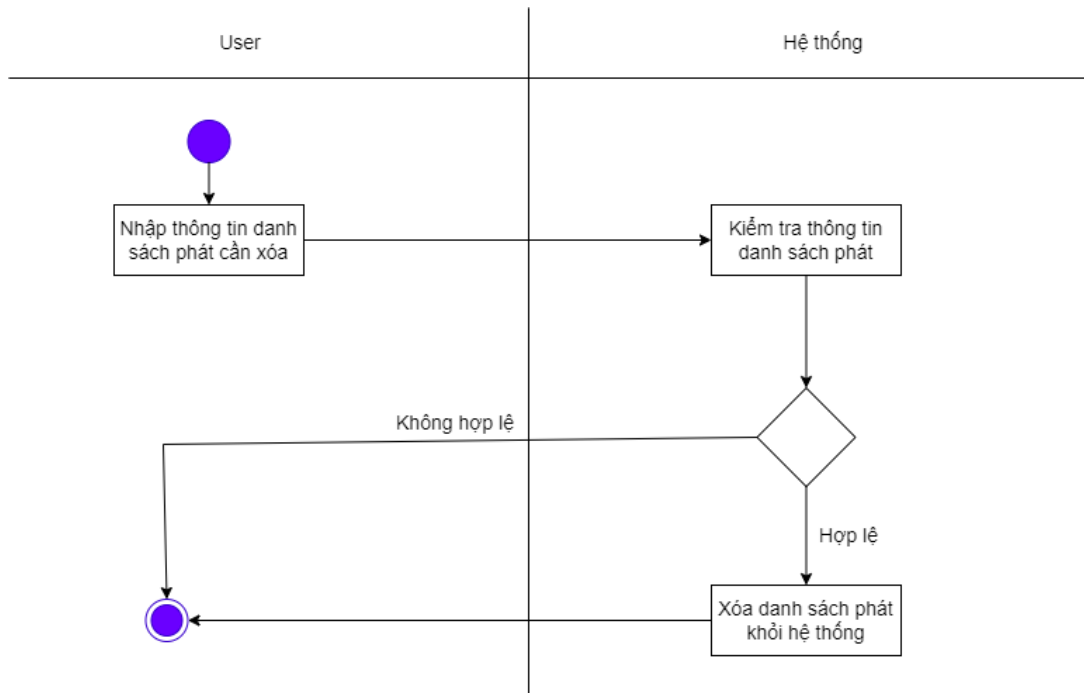 User
Hệ thống
Nhập thông tin danh
sách phát cần xóa
Kiểm tra thông tin
danh sách phát
Không hợp lệ
Hợp lệ
Xóa danh sách phát
khỏi hệ thống